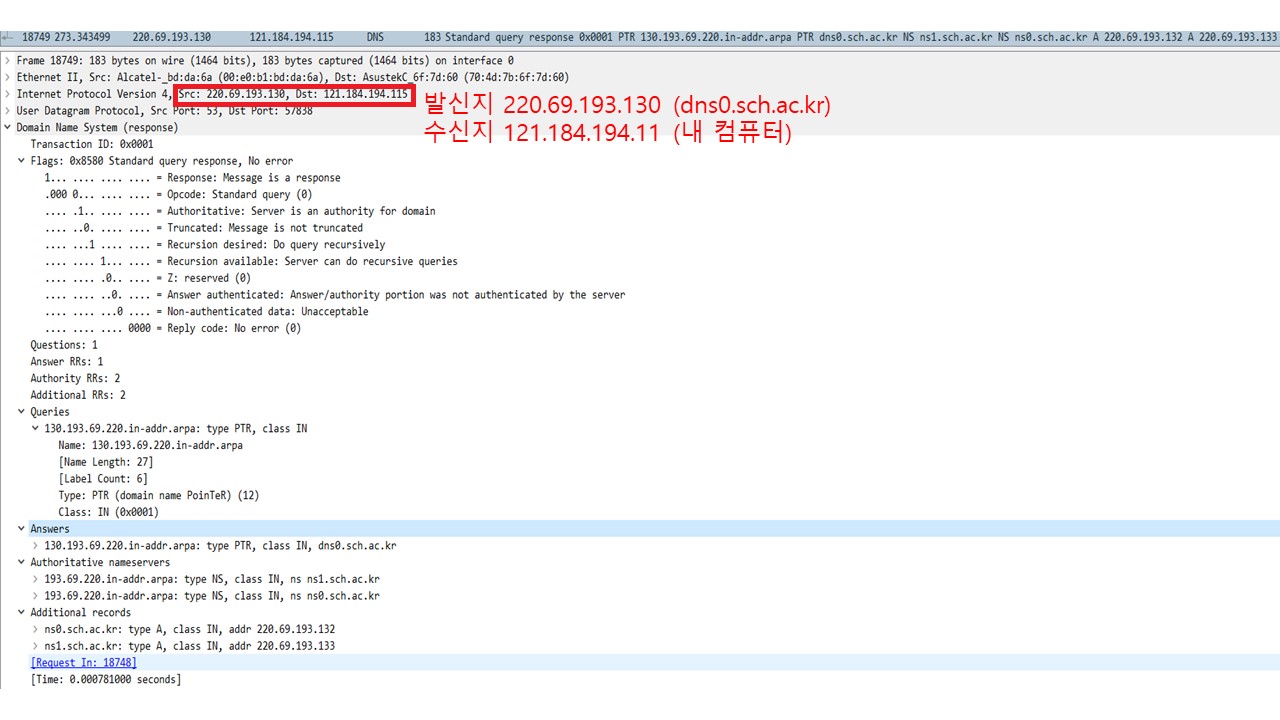 18749 273.343499 220.69.193.130 121.184.194.115 DNS 183 Standard query response 0x0001 PTR 130.193.69.220.in-addr.arpa PTR dns0.sch.ac.kr NS ns1.sch.ac.kr NS ns0.sch.ac.kr A 220.69.193.132 A 220.69.193.133
Frame 18749: 183 bytes on wire (1464 bits), 183 bytes captured (1464 bits) on interface 0
Ethernet II, Src: Alcatel-_bd:da:6a (00:e0:b1:bd:da:6a), Dst: AsustekC_6f:7d:60 (70:4d:7b:6f:7d:60)
Internet Protocol Version 4, Src: 220.69.193.130, Dst: 121.184.194.115
발신지 220.69.193.130 (dns0.sch.ac.kr)
User Datagram Protocol, Src Port: 53, Dst Port: 57838
수신지 121.184.194.11 (내 컴퓨터)
Domain Name System (response)
Transaction ID: 0x0001
Flags: 0x8580 Standard query response, No error
1... .... .... .... = Response: Message is a response
.000 0... .... .... = Opcode: Standard query (0)
.... .1.. .... .... = Authoritative: Server is an authority for domain
.... ..0. .... .... = Truncated: Message is not truncated
.... ...1 .... .... = Recursion desired: Do query recursively
.... .... 1... .... = Recursion available: Server can do recursive queries
.... .... .0.. .... = Z: reserved (0)
.... .... ..0. .... = Answer authenticated: Answer/authority portion was not authenticated by the server
.... .... ...0 .... = Non-authenticated data: Unacceptable
.... .... .... 0000 = Reply code: No error (0)
Questions: 1
Answer RRs: 1
Authority RRs: 2
Additional RRs: 2
Queries
130.193.69.220.in-addr.arpa: type PTR, class IN
Name: 130.193.69.220.in-addr.arpa
[Name Length: 27]
[Label Count: 6]
Type: PTR (domain name PoinTeR) (12)
Class: IN (0x0001)
Answers
130.193.69.220.in-addr.arpa: type PTR, class IN, dns0.sch.ac.kr
Authoritative nameservers
193.69.220.in-addr.arpa: type NS, class IN, ns ns1.sch.ac.kr
193.69.220.in-addr.arpa: type NS, class IN, ns ns0.sch.ac.kr
Additional records
ns0.sch.ac.kr: type A, class IN, addr 220.69.193.132
ns1.sch.ac.kr: type A, class IN, addr 220.69.193.133
[Request In: 18748]
[Time: 0.000781000 seconds]